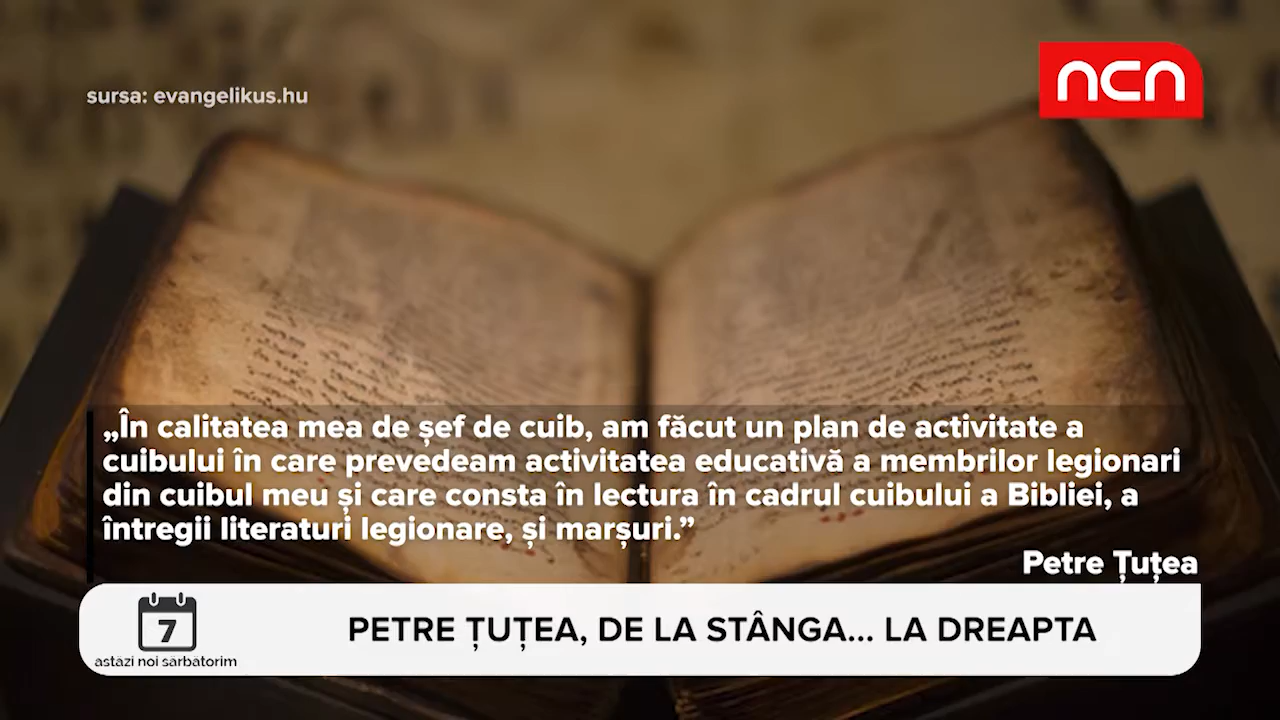 sursa: evangelikus.hu
ncn
„În calitatea mea de șef de cuib, am făcut un plan de activitate a
cuibului în care prevedeam activitatea educativă a membrilor legionari
din cuibul meu și care consta în lectura în cadrul cuibului a Bibliei, a
întregii literaturi legionare, și marșuri.”
Petre Țuțea
7
astăzi noi sărbătorim
PETRE ȚUȚEA, DE LA STÂNGA... LA DREAPTA